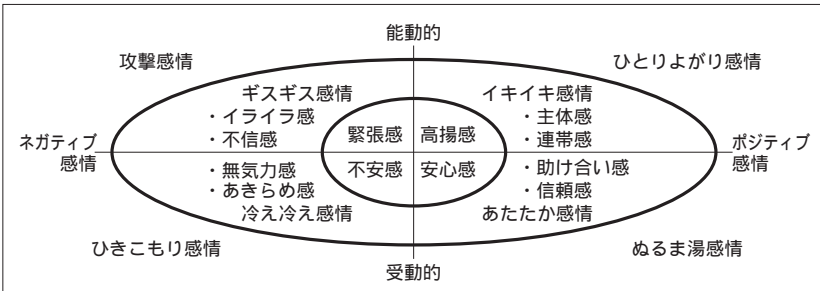 能動的
攻撃感情
ひとりよがり感情
ギスギス感情
・イライラ感
・不信感
イキイキ感情
・主体感
・連帯感
緊張感
高揚感
ネガティブ
感情
ポジティブ
感情
不安感
安心感
・無気力感
・あきらめ感
冷え冷え感情
・助け合い感
・信頼感
あたたか感情
ひきこもり感情
ぬるま湯感情
受動的